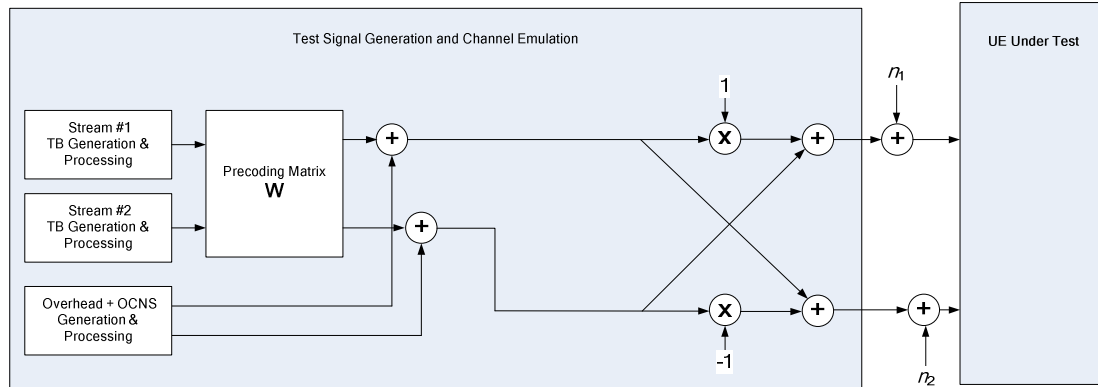 Test Signal Generation and Channel Emulation
UE Under Test
n1
1
Stream #1
TB Generation &
Processing
+
x
+
+
Precoding Matrix
W
Stream #2
TB Generation &
Processing
+
Overhead + OCNS
Generation &
Processing
x
+
+
-1
n2